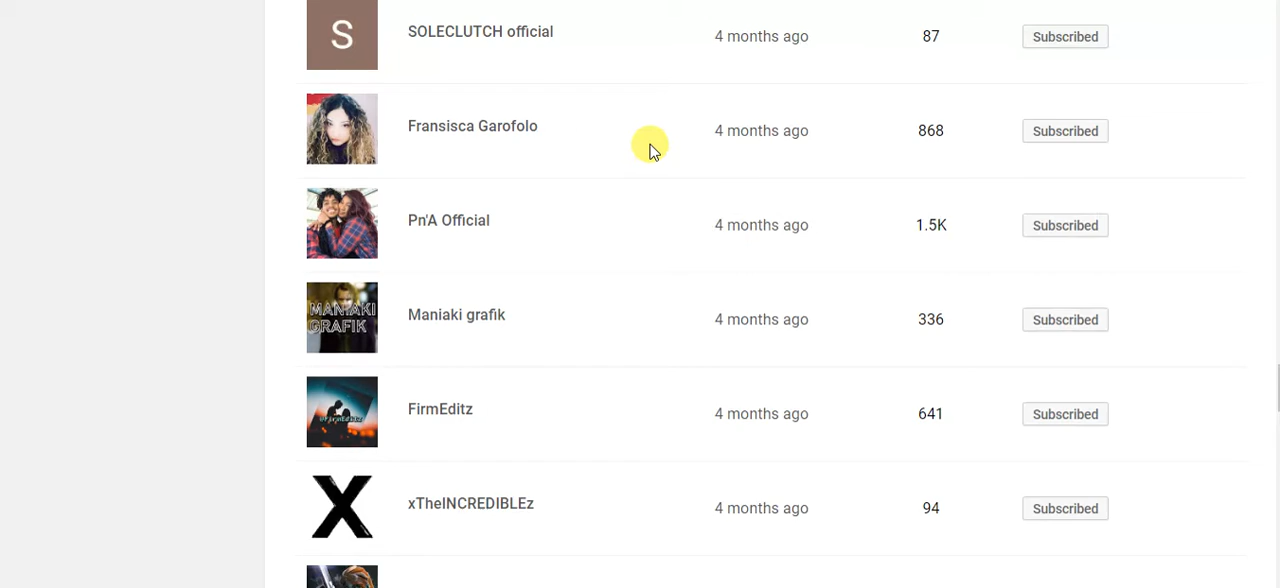 S
SOLECLUTCH official 4 months ago 87 Subscribed
Fransisca Garofolo 4 months ago 868 Subscribed
Pn'A Official 4 months ago 1.5K Subscribed
MANIAKI
GRAFIK
Maniaki grafik 4 months ago 336 Subscribed
FirmEditz 4 months ago 641 Subscribed
X
xTheINCREDIBLEz 4 months ago 94 Subscribed